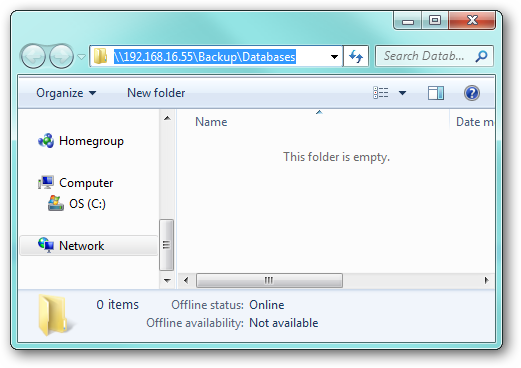 \\192.168.16.55\Backup\Databases
Search Datab...
Organize New folder
Name Date m
Homegroup
This folder is empty.
Computer
OS (C:)
Network
0 items Offline status: Online
Offline availability: Not available